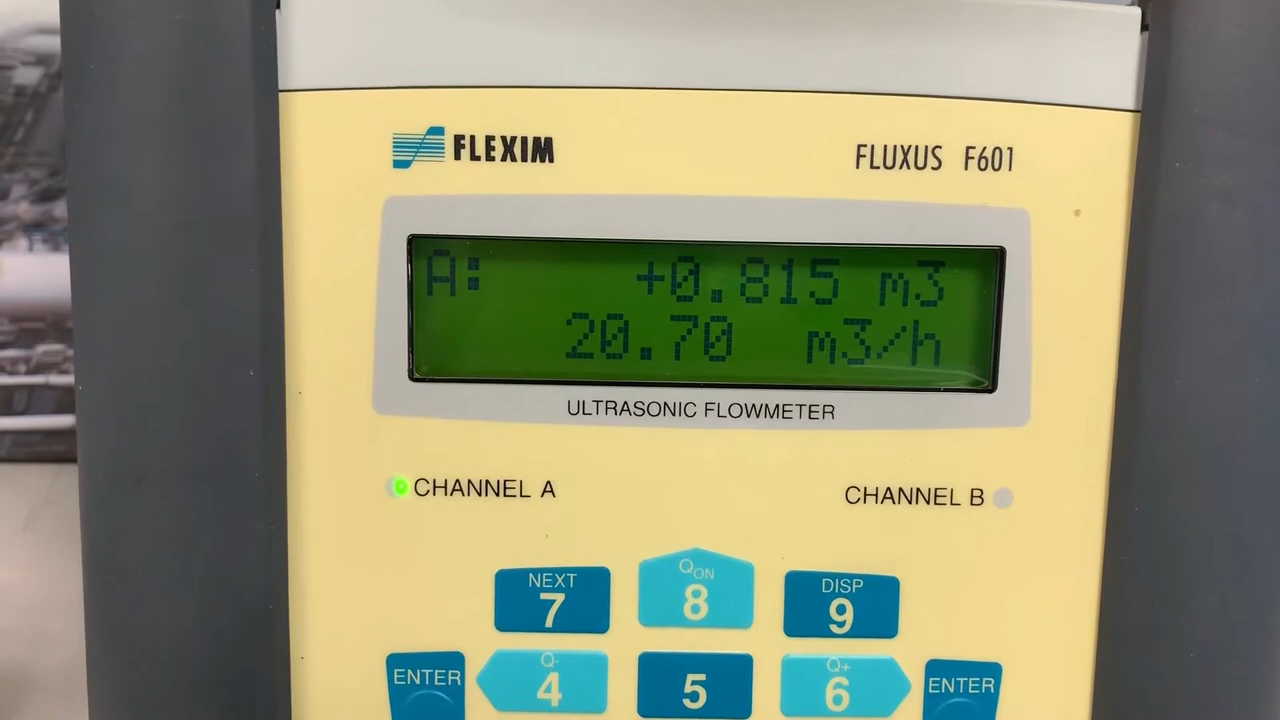 FLEXIM
FLUXUS F601
A: +0.815 m3
20.70 m3/h
ULTRASONIC FLOWMETER
CHANNEL A
CHANNEL B
NEXT
7
QON
8
DISP
9
ENTER
Q-
4
5
Q+
6
ENTER